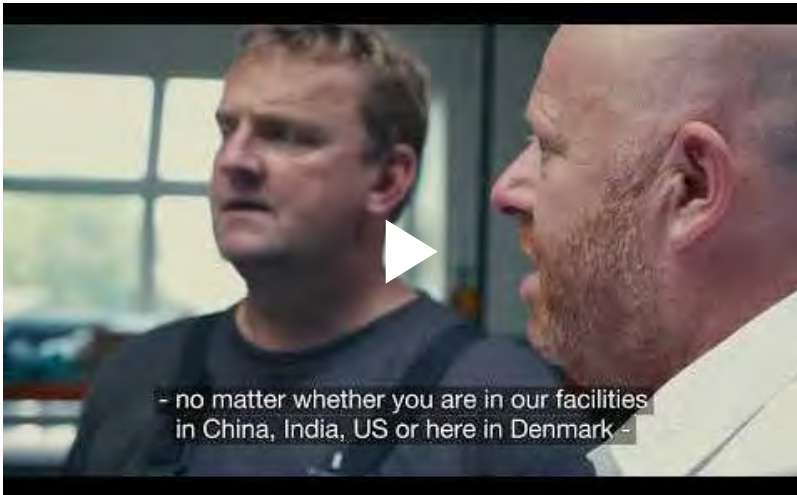 - no matter whether you are in our facilities
in China, India, US or here in Denmark -